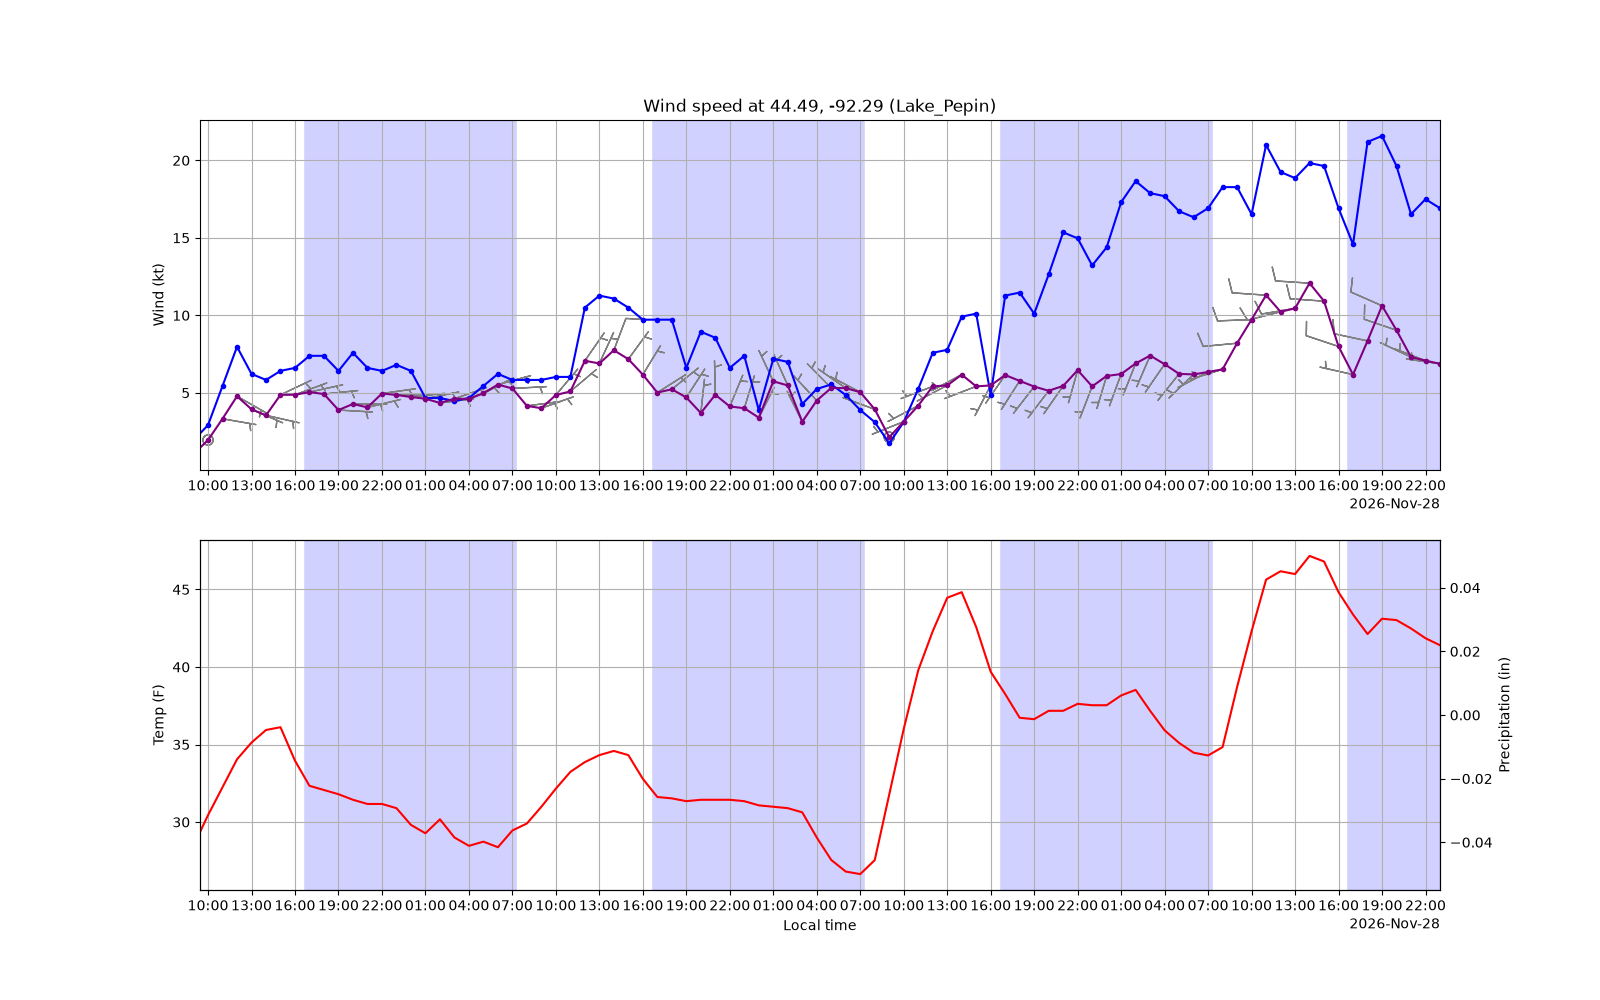 Wind speed at 44.49, -92.29 (Lake_Pepin)
Wind (kt)
20
15
10
5
10:00 13:00 16:00 19:00 22:00 01:00 04:00 07:00 10:00 13:00 16:00 19:00 22:00 01:00 04:00 07:00 10:00 13:00 16:00 19:00 22:00 01:00 04:00 07:00 10:00 13:00 16:00 19:00 22:00
2026-Nov-28
Temp (F)
45
40
35
30
0.04
0.02
0.00
−0.02
−0.04
Precipitation (in)
10:00 13:00 16:00 19:00 22:00 01:00 04:00 07:00 10:00 13:00 16:00 19:00 22:00 01:00 04:00 07:00 10:00 13:00 16:00 19:00 22:00 01:00 04:00 07:00 10:00 13:00 16:00 19:00 22:00
Local time
2026-Nov-28